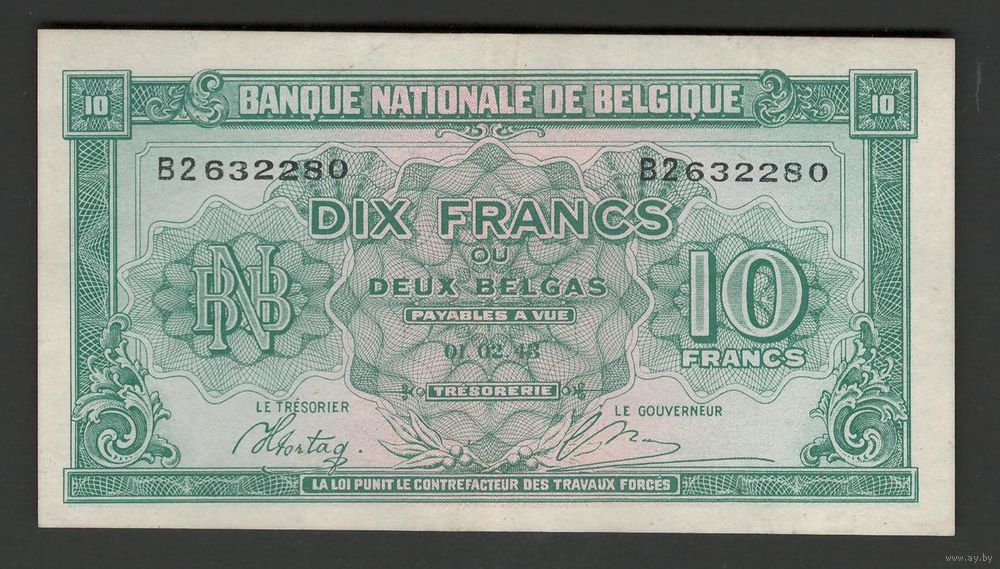 10 BANQUE NATIONALE DE BELGIQUE 10
B2632280 B2632280
DIX FRANCS
OU
DEUX BELGAS
PAYABLES A VUE
BNB
10
FRANCS
01.02.43
TRÉSORERIE
LE TRÉSORIER LE GOUVERNEUR
LA LOI PUNIT LE CONTREFACTEUR DES TRAVAUX FORCÉS
www.ay.by